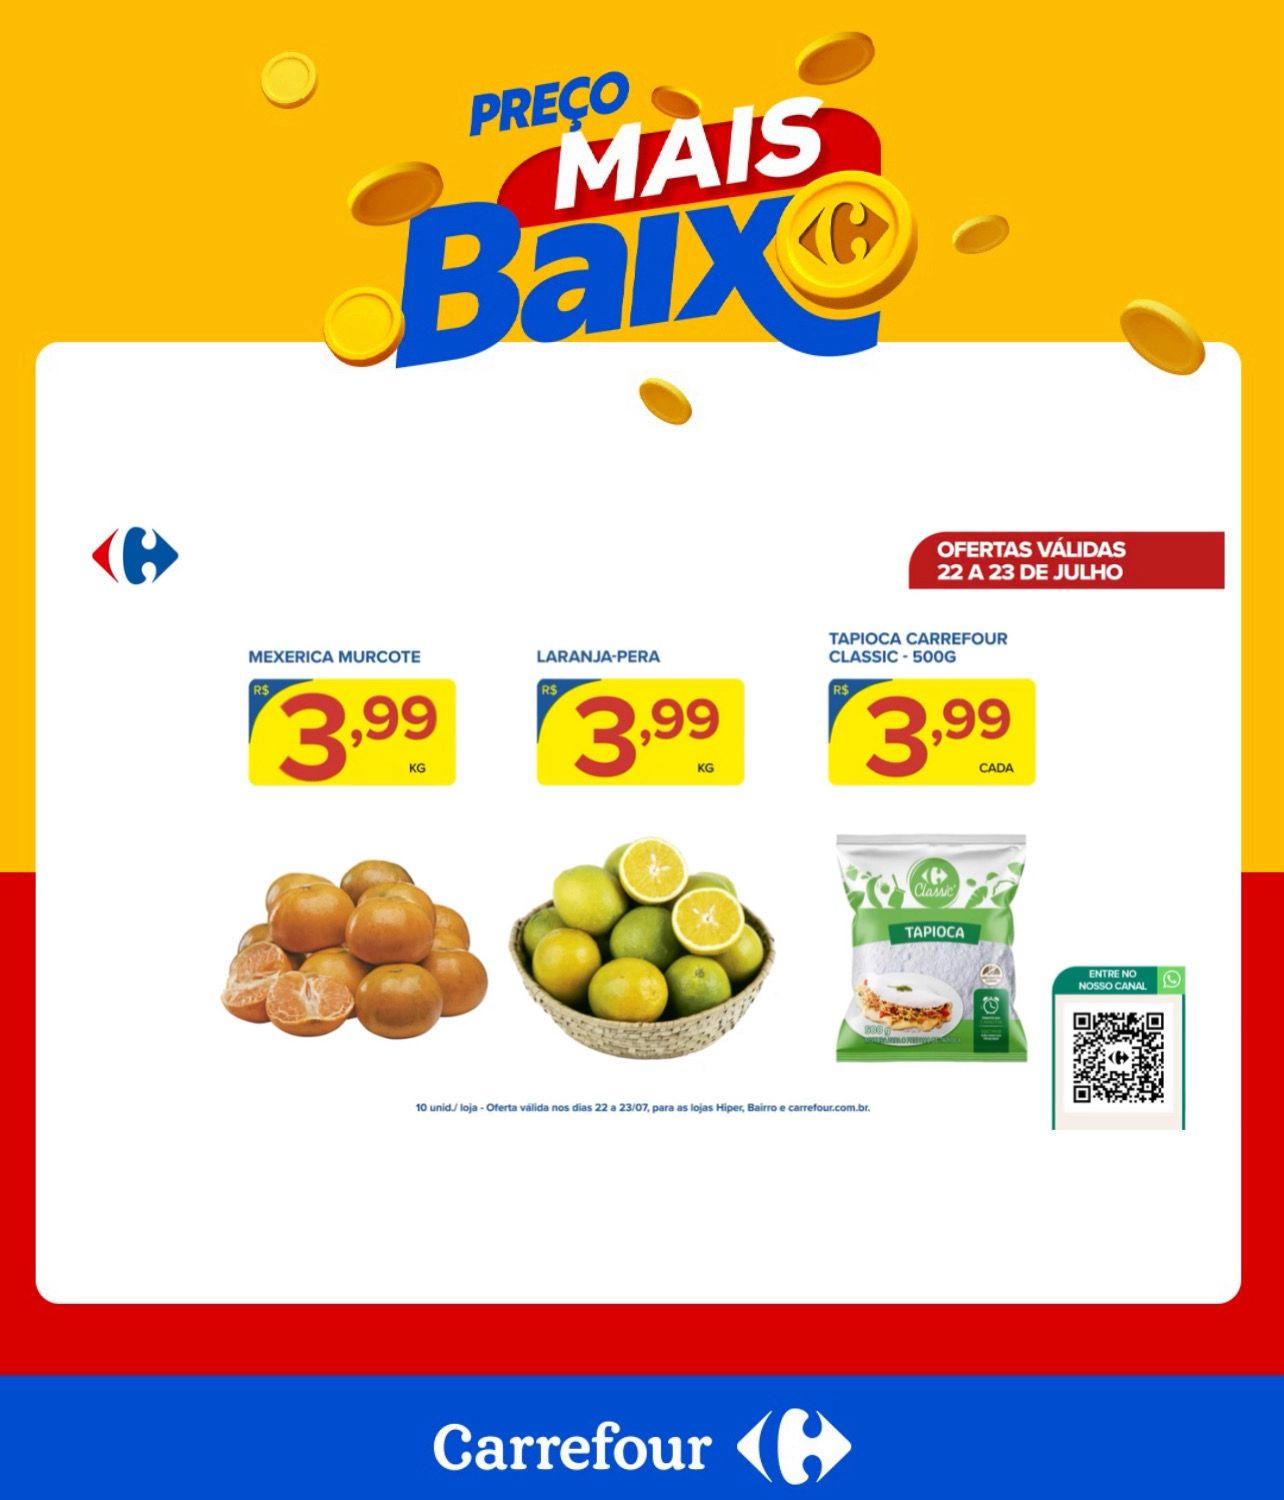 PREÇO
MAIS
Baixo
OFERTAS VÁLIDAS
22 A 23 DE JULHO
MEXERICA MURCOTE
R$ 3,99
KG
LARANJA-PERA
R$ 3,99
KG
TAPIOCA CARREFOUR
CLASSIC - 500G
R$ 3,99
CADA
Classic
TAPIOCA
500 g
ENTRE NO
NOSSO CANAL
10 unid./ loja - Oferta válida nos dias 22 a 23/07, para as lojas Hiper, Bairro e carrefour.com.br.
Carrefour